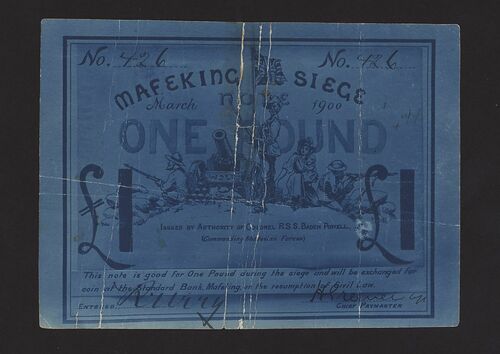 No. 426 No. 426
MAFEKING SIEGE
March NOTE 1900
ONE POUND
£1 £1
ISSUED BY AUTHORITY OF COLONEL R.S.S. BADEN POWELL.
(Commanding Rhodesian Forces)
This note is good for One Pound during the siege and will be exchanged for
coin at the Standard Bank, Mafeking, on the resumption of Civil Law.
ENTERED
CHIEF PAYMASTER